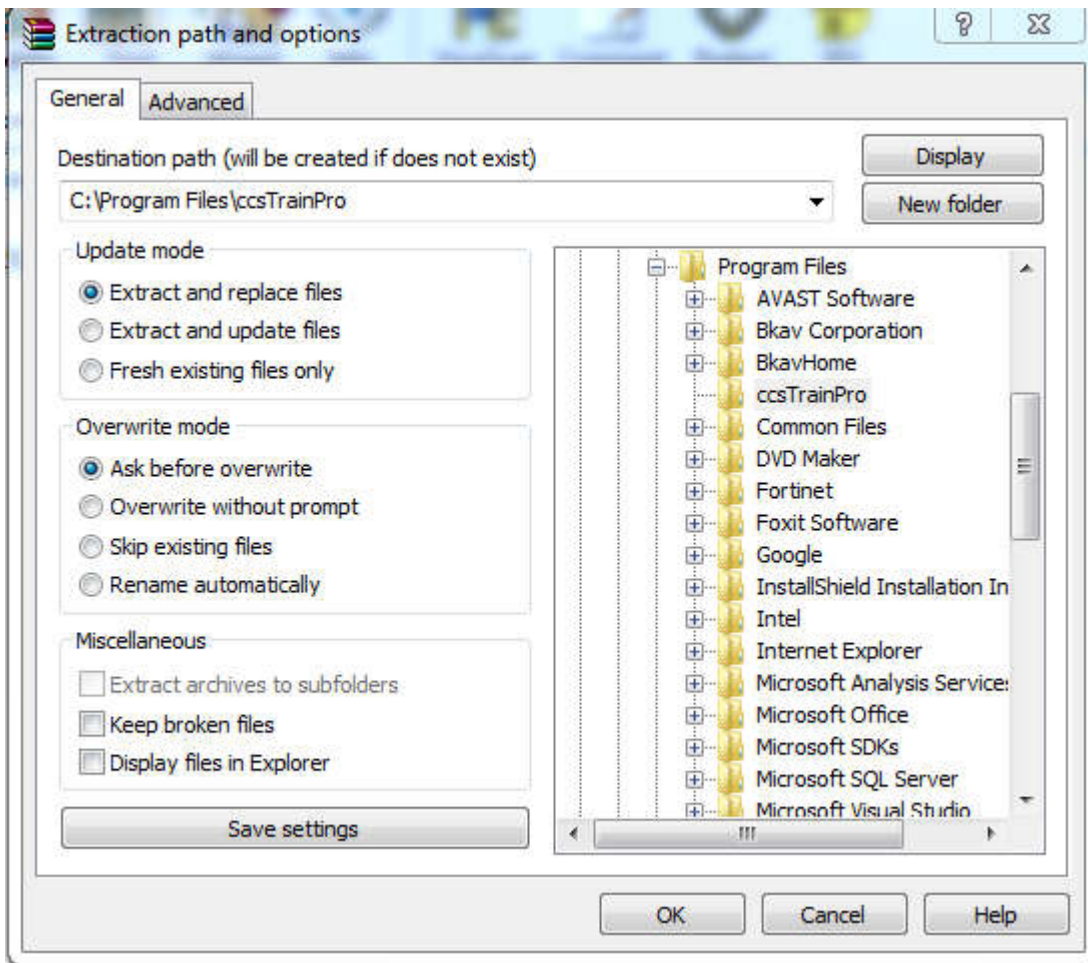 Extraction path and options
General
Advanced
Destination path (will be created if does not exist)
Display
C:\Program Files\ccsTrainPro
New folder
Update mode
Extract and replace files
Extract and update files
Fresh existing files only
Overwrite mode
Ask before overwrite
Overwrite without prompt
Skip existing files
Rename automatically
Miscellaneous
Extract archives to subfolders
Keep broken files
Display files in Explorer
Save settings
Program Files
AVAST Software
Bkav Corporation
BkavHome
ccsTrainPro
Common Files
DVD Maker
Fortinet
Foxit Software
Google
InstallShield Installation In
Intel
Internet Explorer
Microsoft Analysis Service
Microsoft Office
Microsoft SDKs
Microsoft SQL Server
Microsoft Visual Studio
OK
Cancel
Help